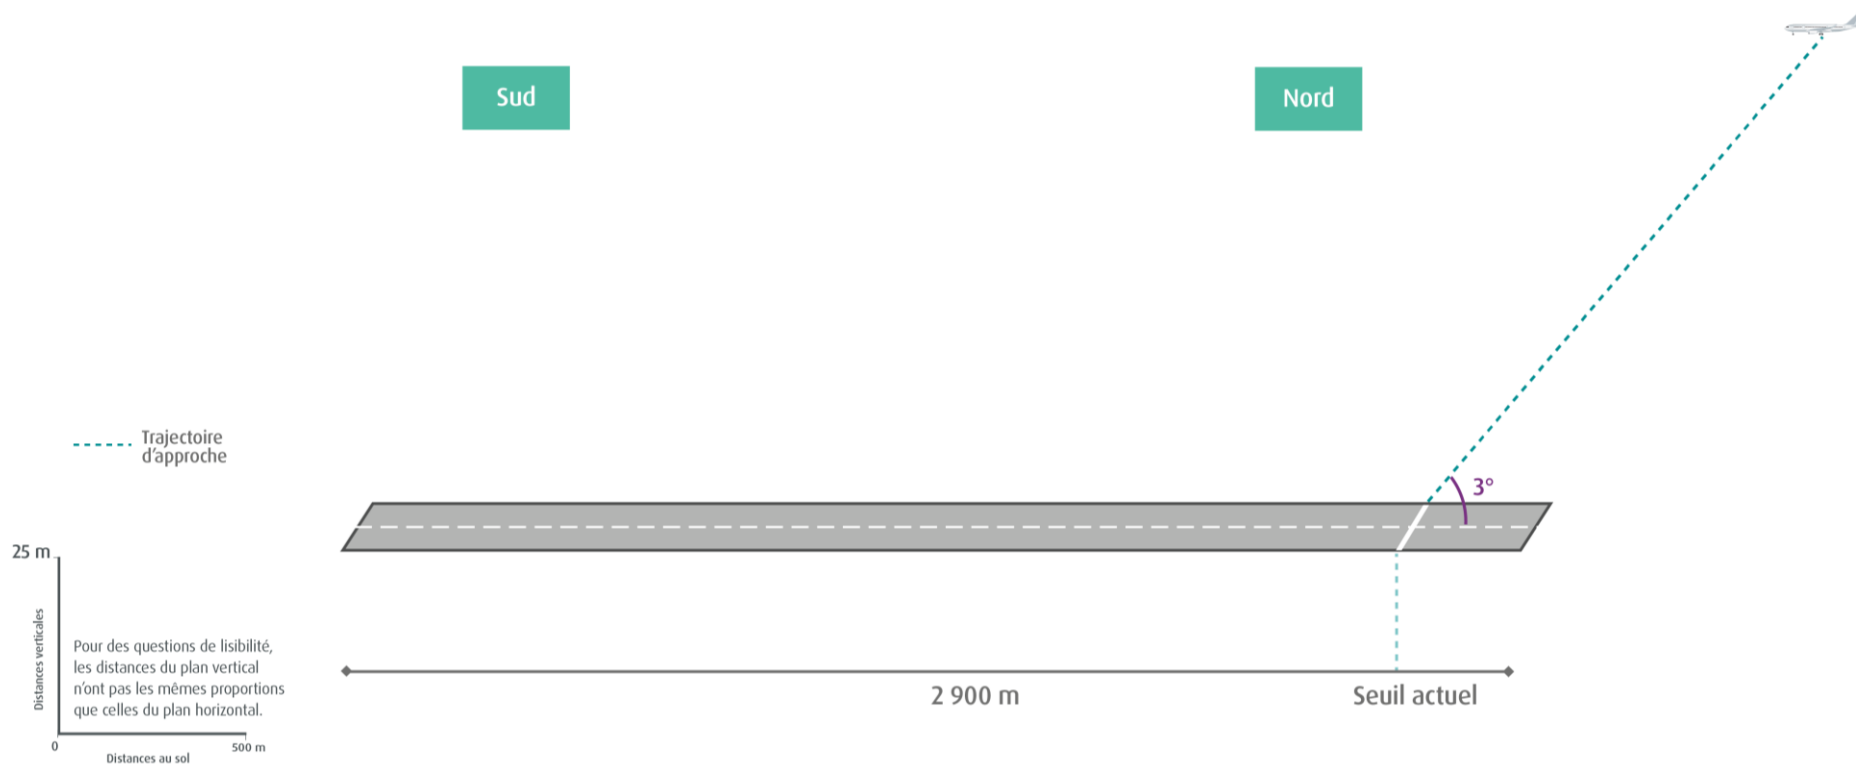 Sud
Nord
Trajectoire
d'approche
3°
25 m
Distances verticales
Pour des questions de lisibilité,
les distances du plan vertical
n'ont pas les mêmes proportions
que celles du plan horizontal.
2 900 m
Seuil actuel
0
500 m
Distances au sol